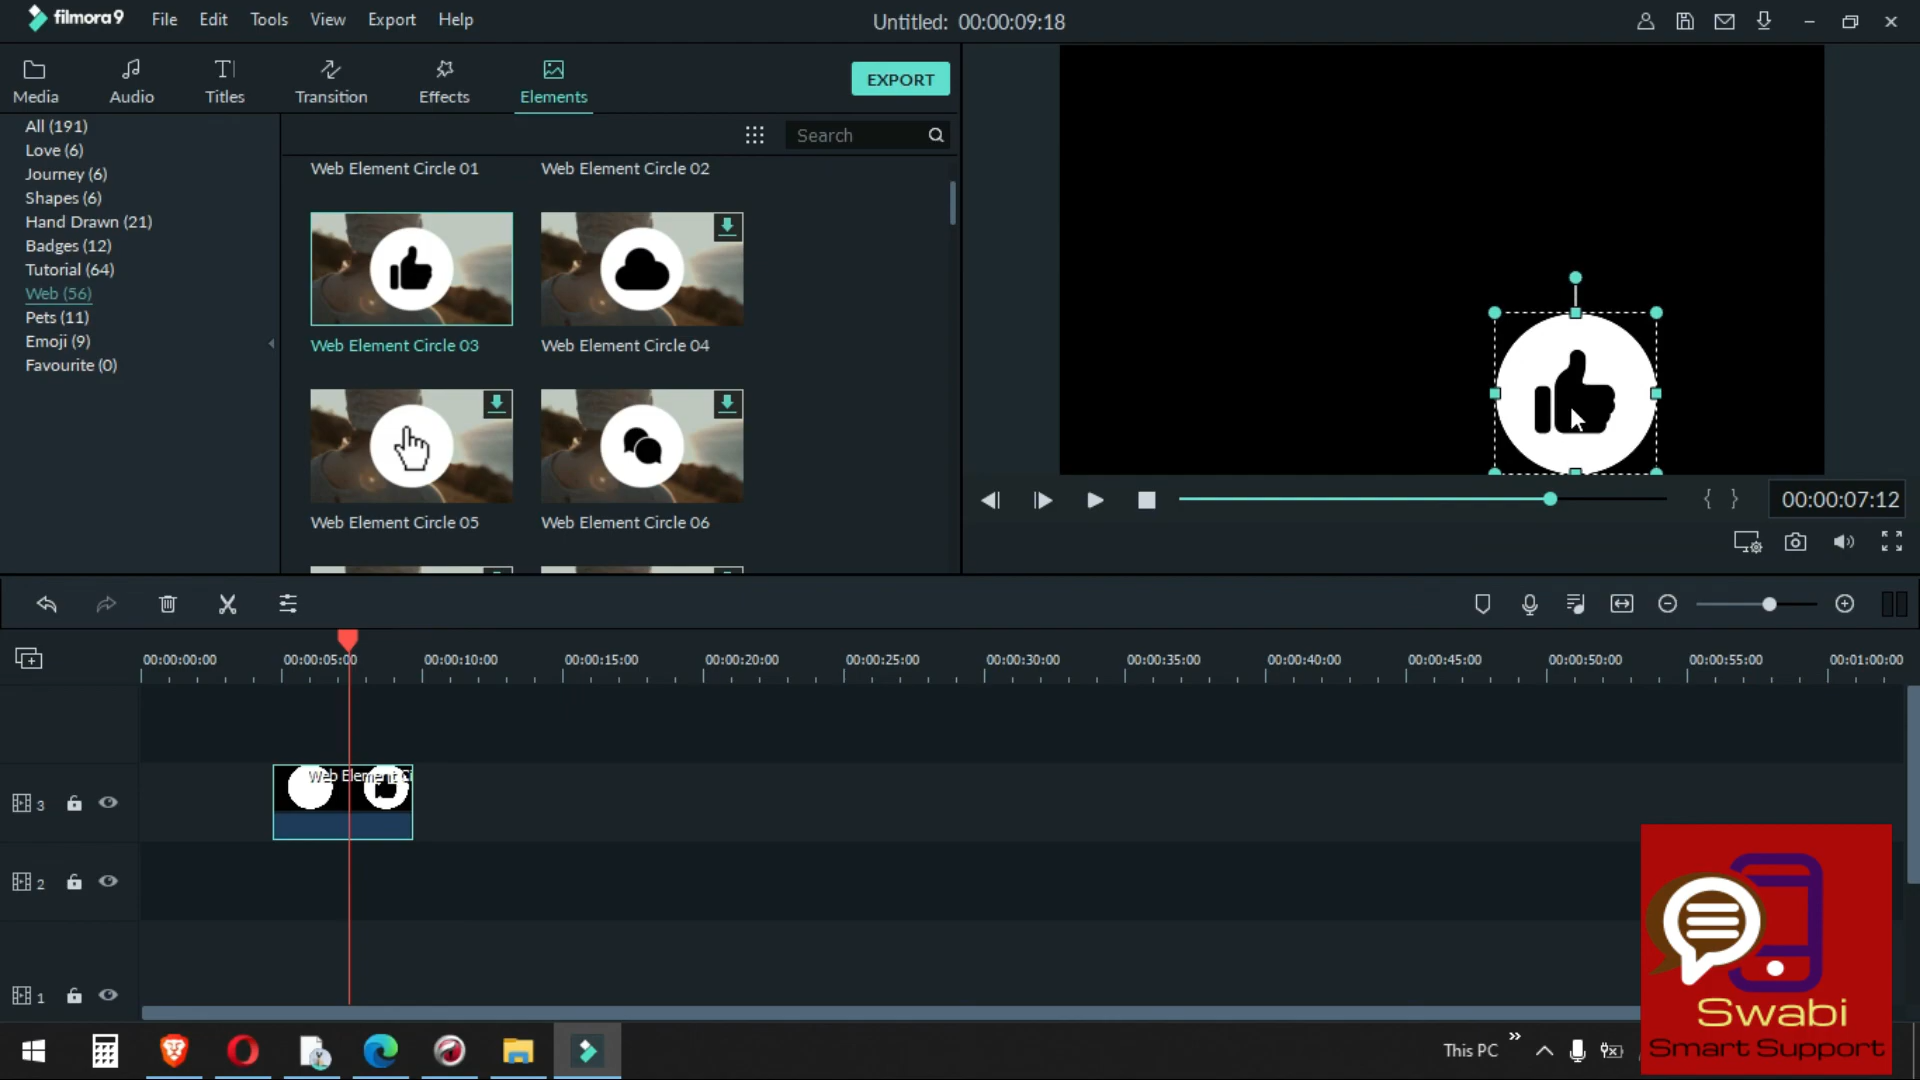 filmora9 File Edit Tools View Export Help Untitled: 00:00:09:18
Media Audio Titles Transition Effects Elements EXPORT
All (191)
Love (6)
Journey (6)
Shapes (6)
Hand Drawn (21)
Badges (12)
Tutorial (64)
Web (56)
Pets (11)
Emoji (9)
Favourite (0)
Search
Web Element Circle 01 Web Element Circle 02
Web Element Circle 03 Web Element Circle 04
Web Element Circle 05 Web Element Circle 06
{ } 00:00:07:12
00:00:00:00 00:00:05:00 00:00:10:00 00:00:15:00 00:00:20:00 00:00:25:00 00:00:30:00 00:00:35:00 00:00:40:00 00:00:45:00 00:00:50:00 00:00:55:00 00:01:00:00
Web Element Ci
3
2
1
Swabi
Smart Support
This PC